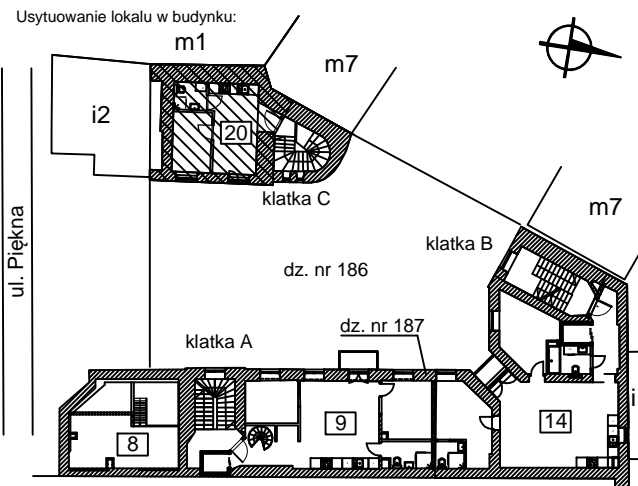 Usytuowanie lokalu w budynku:
m1
m7
i2
20
klatka C
m7
klatka B
ul. Piękna
dz. nr 186
dz. nr 187
klatka A
i
8
9
14